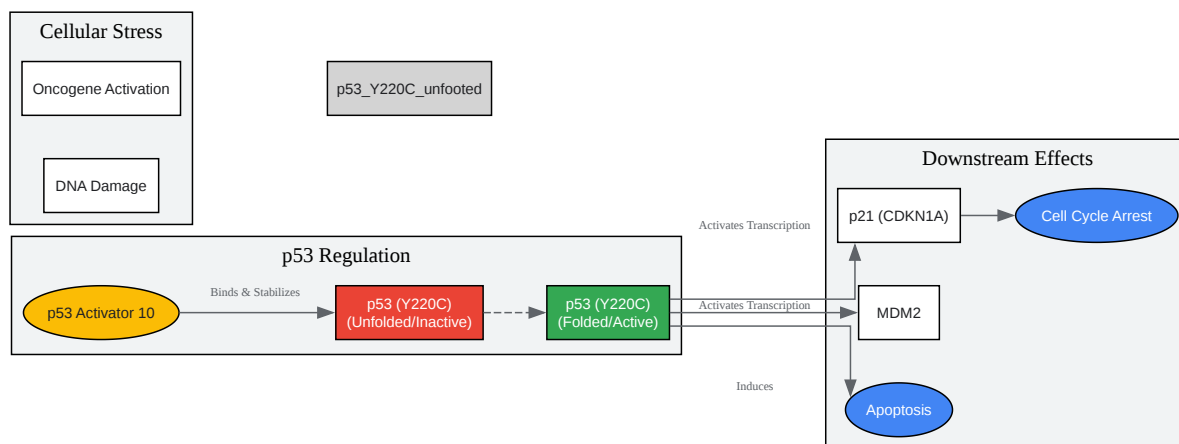 Cellular Stress
Oncogene Activation
DNA Damage
p53_Y220C_unfooted
p53 Regulation
p53 Activator 10
Binds & Stabilizes
p53 (Y220C)
(Unfolded/Inactive)
p53 (Y220C)
(Folded/Active)
Activates Transcription
Activates Transcription
Induces
Downstream Effects
p21 (CDKN1A)
Cell Cycle Arrest
MDM2
Apoptosis